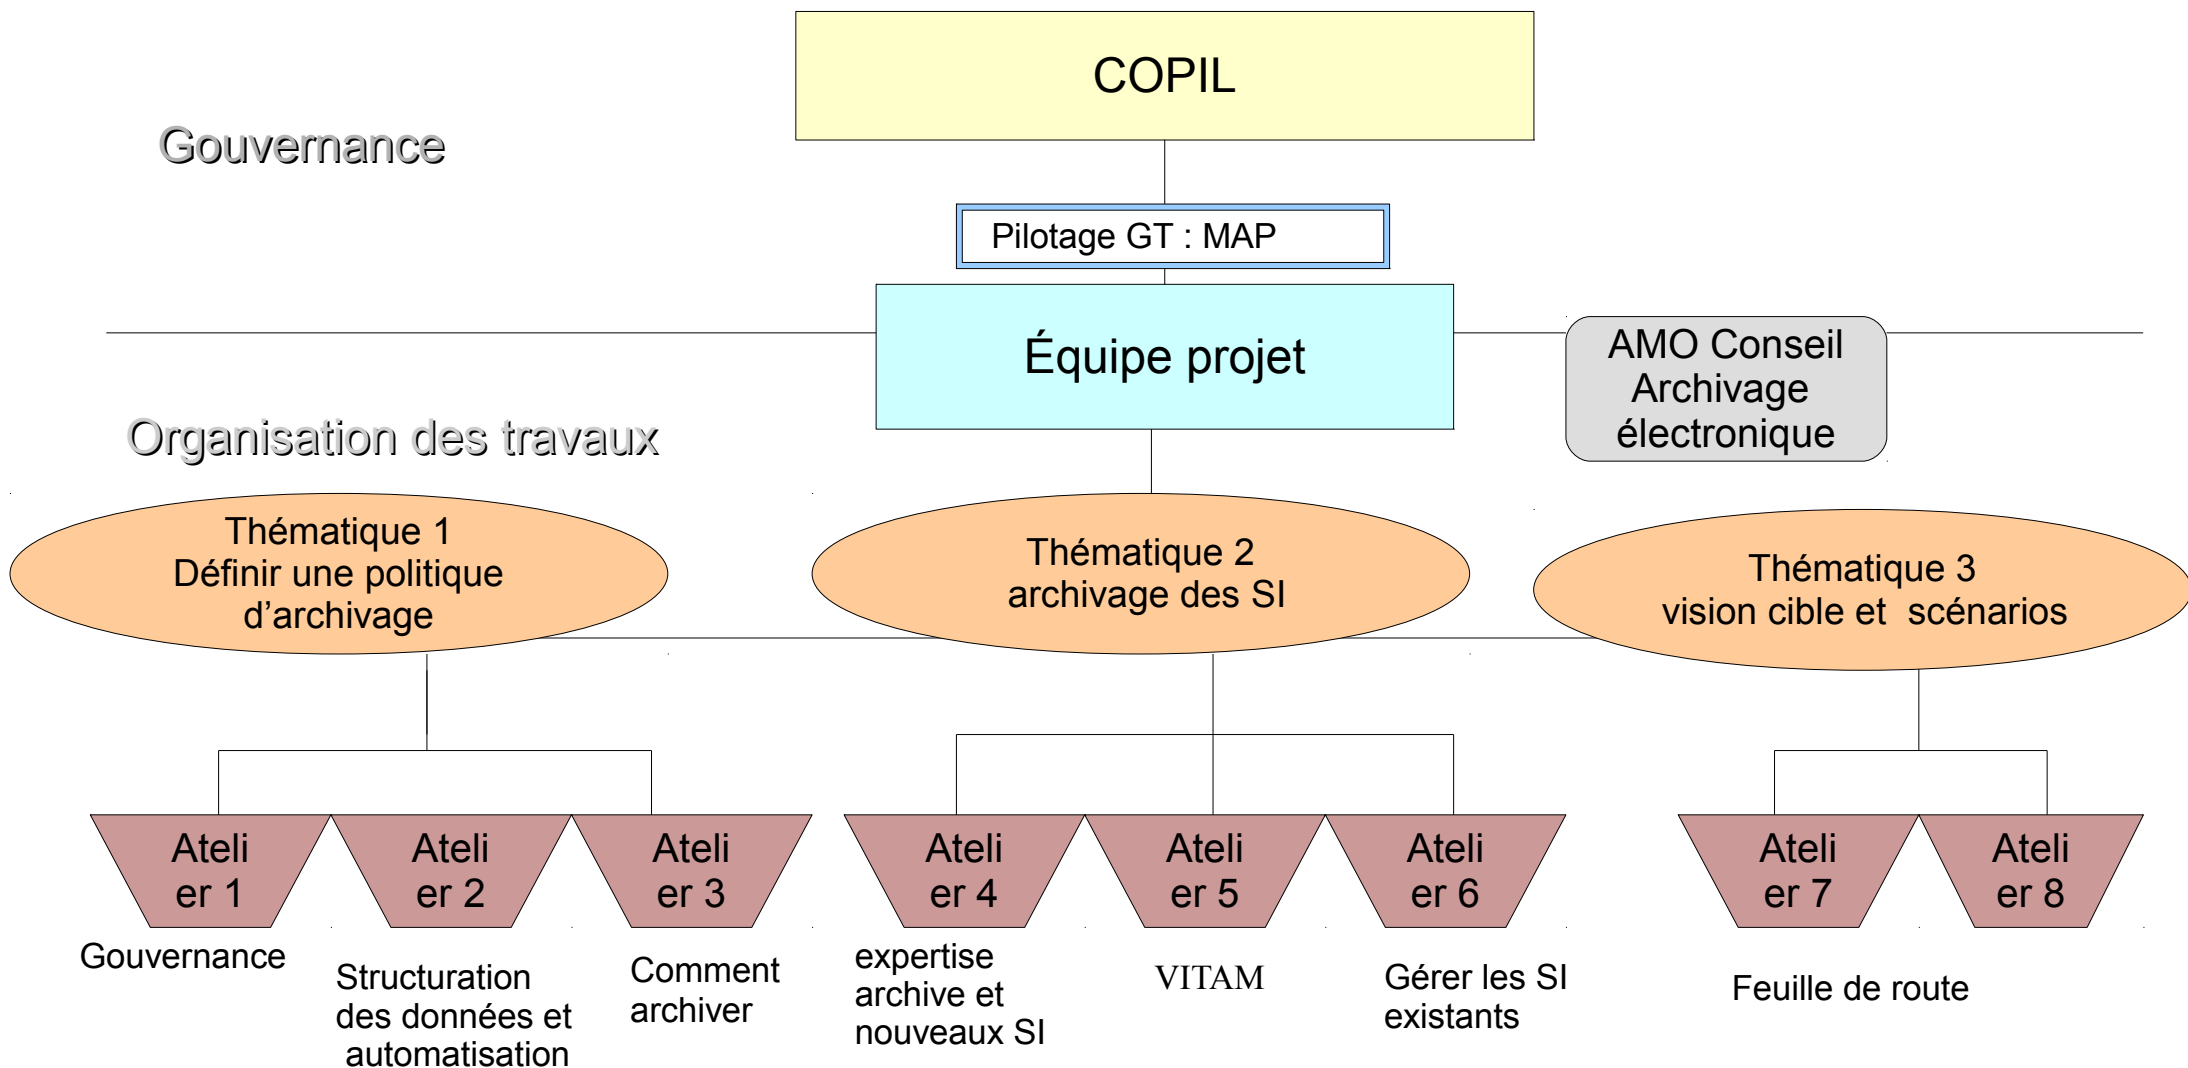 COPIL
Gouvernance
Pilotage GT : MAP
Équipe projet
AMO Conseil
Archivage
électronique
Organisation des travaux
Thématique 1
Définir une politique
d’archivage
Thématique 2
archivage des SI
Thématique 3
vision cible et  scénarios
Ateli
er 1
Ateli
er 2
Ateli
er 3
Ateli
er 4
Ateli
er 5
Ateli
er 6
Ateli
er 7
Ateli
er 8
Gouvernance
Structuration
des données et
automatisation
Comment
archiver
expertise
archive et
nouveaux SI
VITAM
Gérer les SI
existants
Feuille de route